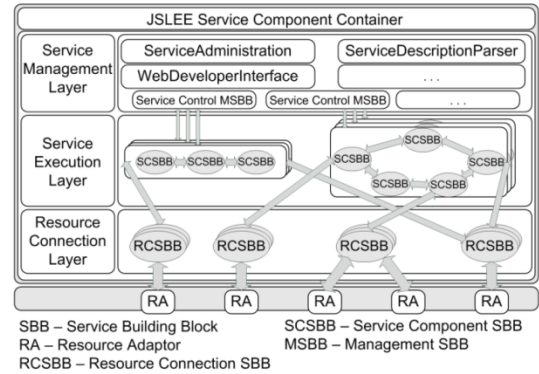 JSLEE Service Component Container
Service
Management
Layer
ServiceAdministration
ServiceDescriptionParser
WebDeveloperInterface
. . .
Service Control MSBB
Service Control MSBB
. . .
Service
Execution
Layer
SCSBB
SCSBB
SCSBB
SCSBB
SCSBB
SCSBB
SCSBB
SCSBB
Resource
Connection
Layer
RCSBB
RCSBB
RCSBB
RCSBB
RA
RA
RA
RA
RA
SBB – Service Building Block
RA – Resource Adaptor
RCSBB – Resource Connection SBB
SCSBB – Service Component SBB
MSBB – Management SBB